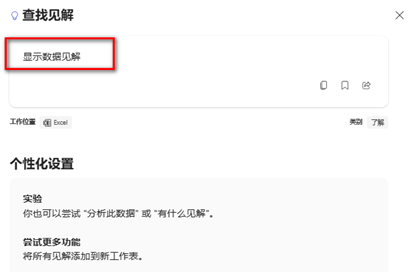 查找见解
显示数据见解
工作位置 Excel 类别 了解
个性化设置
实验
你也可以尝试 "分析此数据" 或 "有什么见解"。
尝试更多功能
将所有见解添加到新工作表。